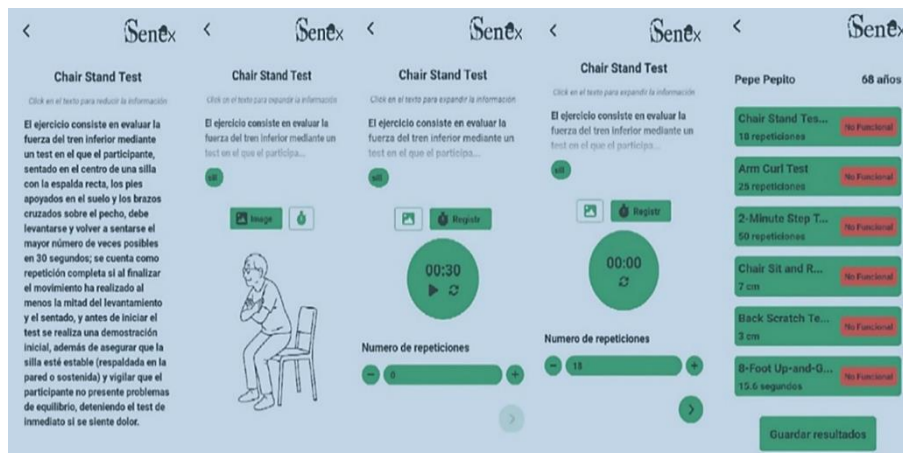 Senex
Chair Stand Test
Click en el texto para reducir la información
El ejercicio consiste en evaluar la
fuerza del tren inferior mediante
un test en el que el participante,
sentado en el centro de una silla
con la espalda recta, los pies
apoyados en el suelo y los brazos
cruzados sobre el pecho, debe
levantarse y volver a sentarse el
mayor número de veces posibles
en 30 segundos; se cuenta como
repetición completa si al finalizar
el movimiento ha realizado al
menos la mitad del levantamiento
y el sentado, y antes de iniciar el
test se realiza una demostración
inicial, además de asegurar que la
silla esté estable (respaldada en la
pared o sostenida) y vigilar que el
participante no presente problemas
de equilibrio, deteniendo el test de
inmediato si se siente dolor.
Senex
Chair Stand Test
Click en el texto para expandir la información
El ejercicio consiste en evaluar la
fuerza del tren inferior mediante un
test en el que el participa...
sill
Image
Senex
Chair Stand Test
Click en el texto para expandir la información
El ejercicio consiste en evaluar la
fuerza del tren inferior mediante un
test en el que el participa...
sill
Registr
00:30
Numero de repeticiones
0
Senex
Chair Stand Test
Click en el texto para expandir la información
El ejercicio consiste en evaluar la
fuerza del tren inferior mediante un
test en el que el participa...
sill
Registr
00:00
Numero de repeticiones
18
Senex
Pepe Pepito 68 años
Chair Stand Tes...
18 repeticiones
No Funcional
Arm Curl Test
25 repeticiones
No Funcional
2-Minute Step T...
50 repeticiones
No Funcional
Chair Sit and R...
7 cm
No Funcional
Back Scratch Te...
3 cm
No Funcional
8-Foot Up-and-G...
15.6 segundos
No Funcional
Guardar resultados